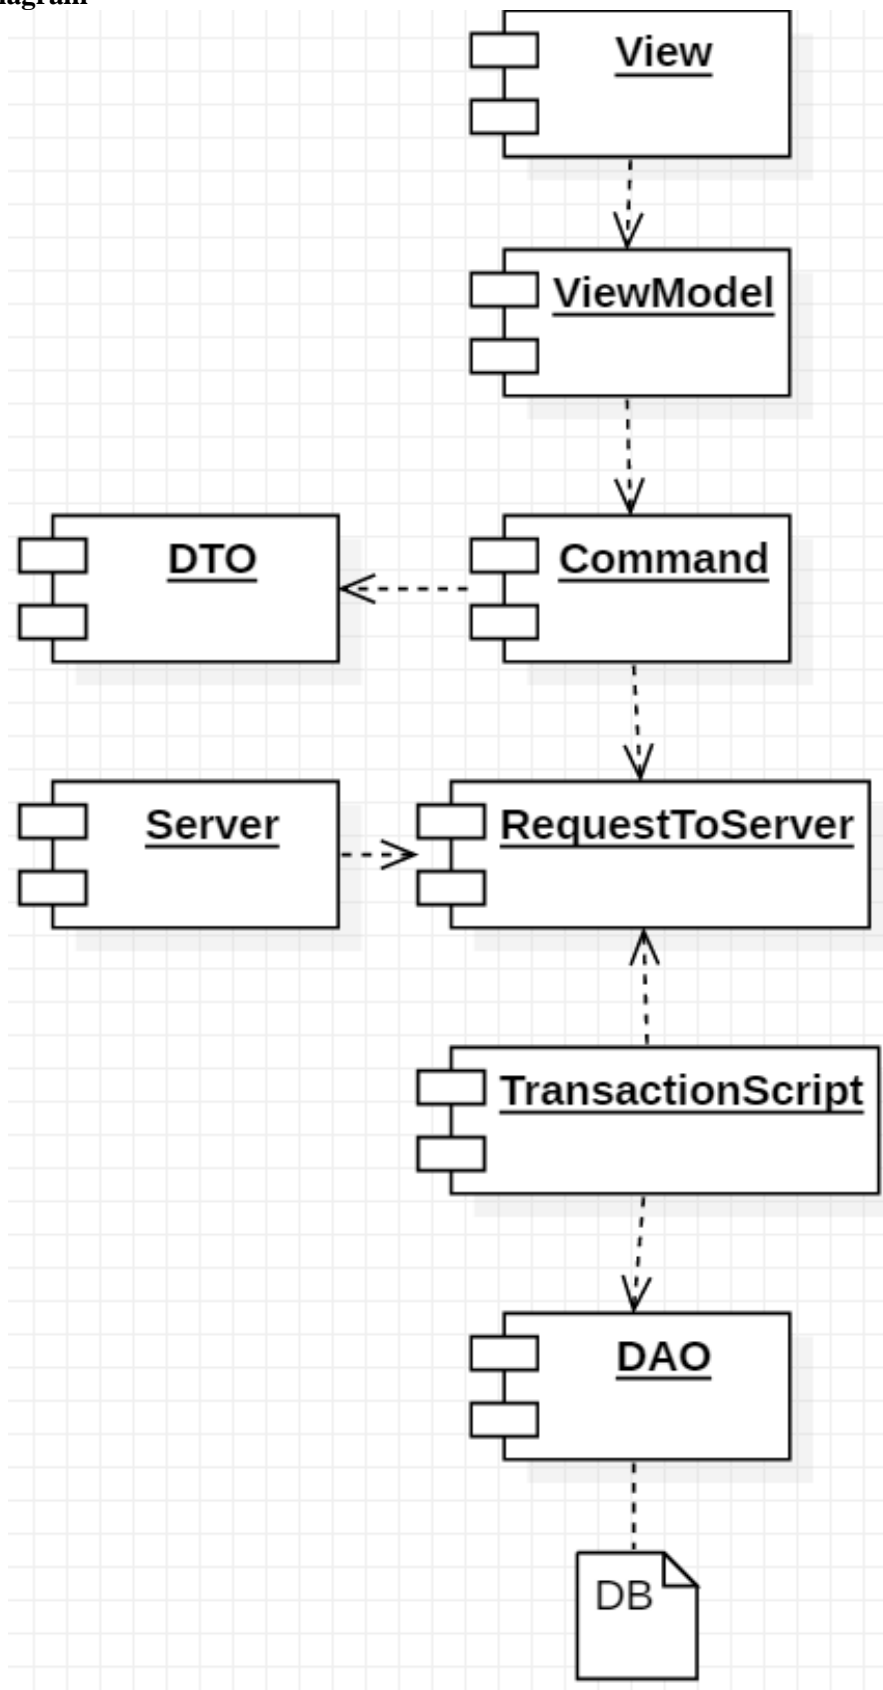 View
ViewModel
DTO
Command
Server
RequestToServer
TransactionScript
DAO
DB